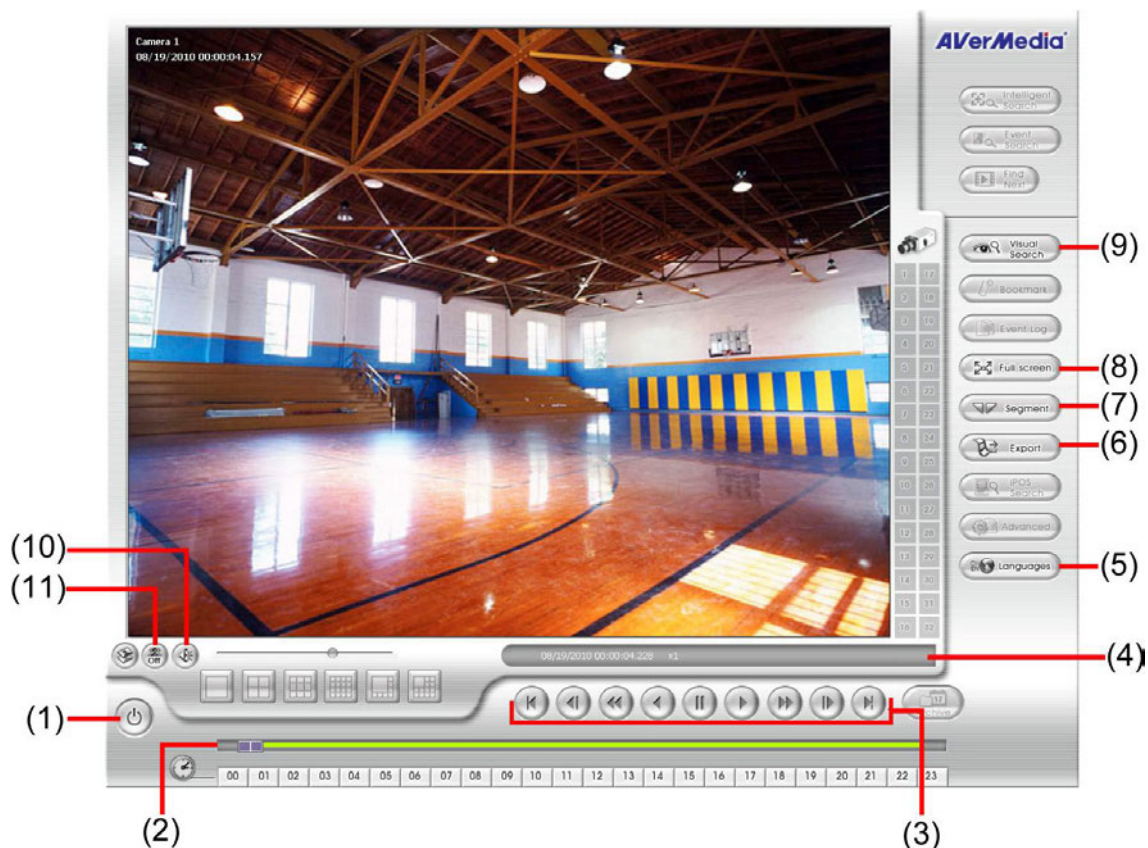 Camera 1
08/19/2010 00:00:04.157
AVerMedia
Intelligent
Search
Event
Search
Find
Next
Visual
Search
(9)
Bookmark
Event Log
Full screen
(8)
Segment
(7)
Export
(6)
iPOS
Search
Advanced
Languages
(5)
1 17
2 18
3 19
4 20
5 21
6 22
7 23
8 24
9 25
10 26
11 27
12 28
13 29
14 30
15 31
16 32
(10)
(11)
Off
08/19/2010 00:00:04.228 x1
(4)
(1)
12
chive
(2)
00 01 02 03 04 05 06 07 08 09 10 11 12 13 14 15 16 17 18 19 20 21 22 23
(3)